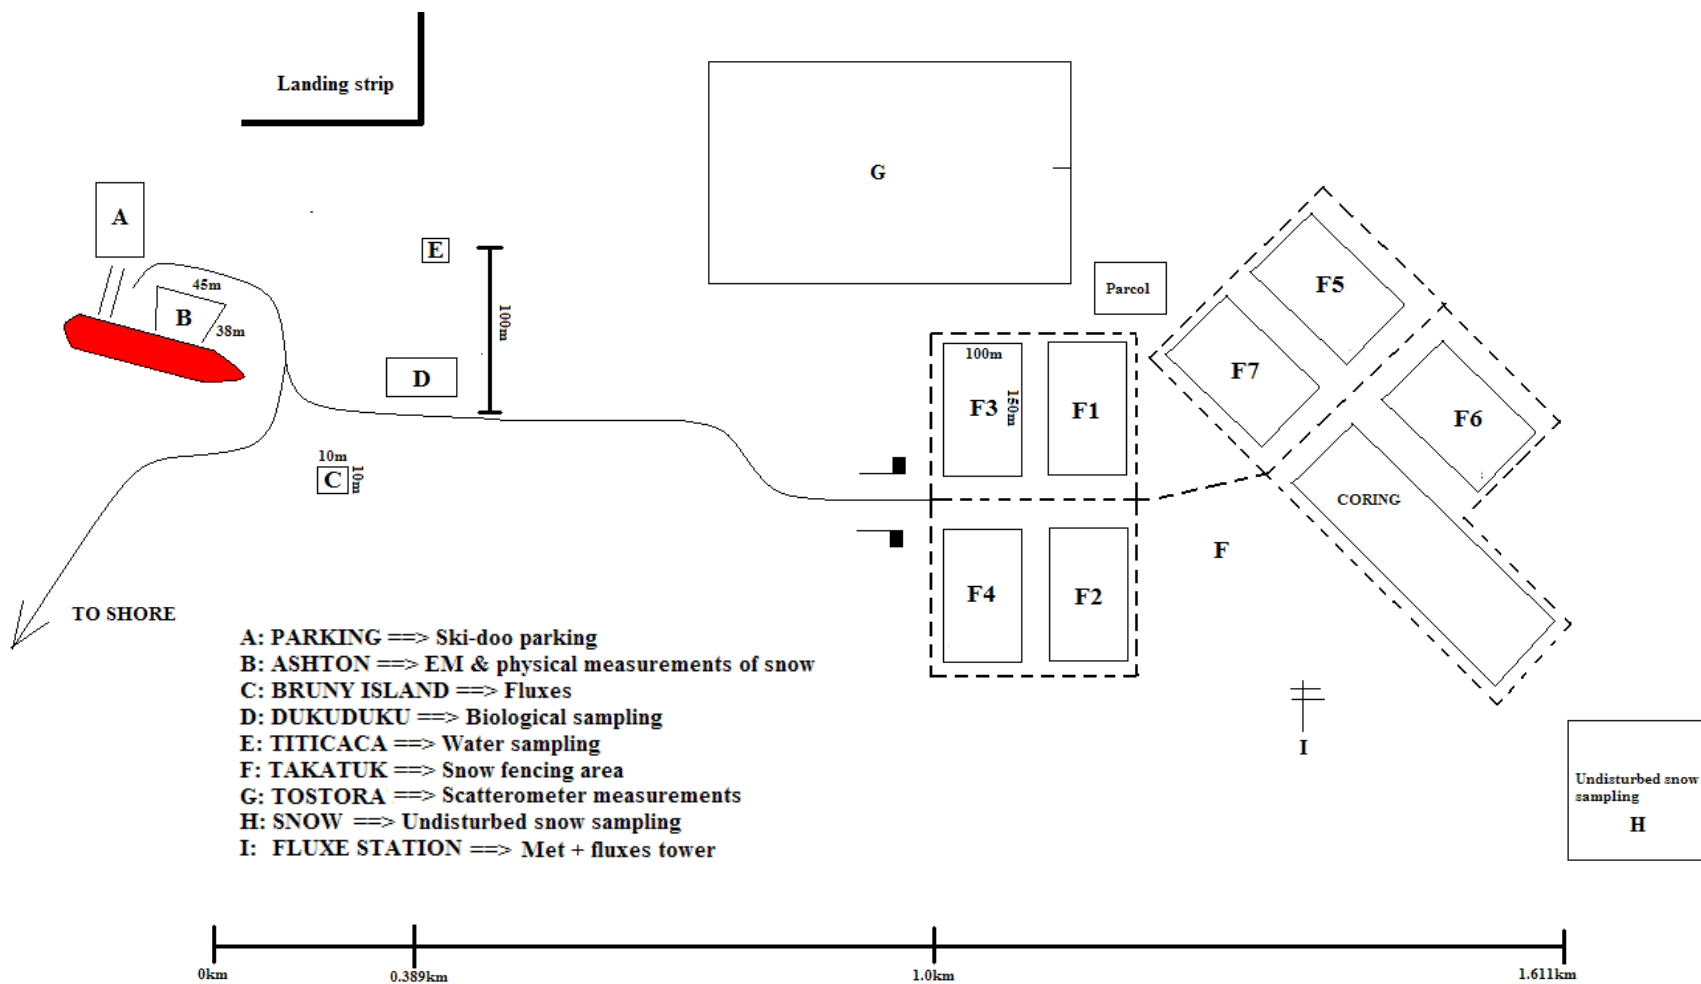 Landing strip
G
A
E
45m
B
38m
100m
D
Parcol
F5
F7
100m
F3
150m
F1
F6
10m
C
10m
CORING
F
F4
F2
TO SHORE
I
A: PARKING ==> Ski-doo parking
B: ASHTON ==> EM & physical measurements of snow
C: BRUNY ISLAND ==> Fluxes
D: DUKUDUKU ==> Biological sampling
E: TITICACA ==> Water sampling
F: TAKATUK ==> Snow fencing area
G: TOSTORA ==> Scatterometer measurements
H: SNOW ==> Undisturbed snow sampling
I: FLUXE STATION ==> Met + fluxes tower
Undisturbed snow
sampling
H
0km
0.389km
1.0km
1.611km